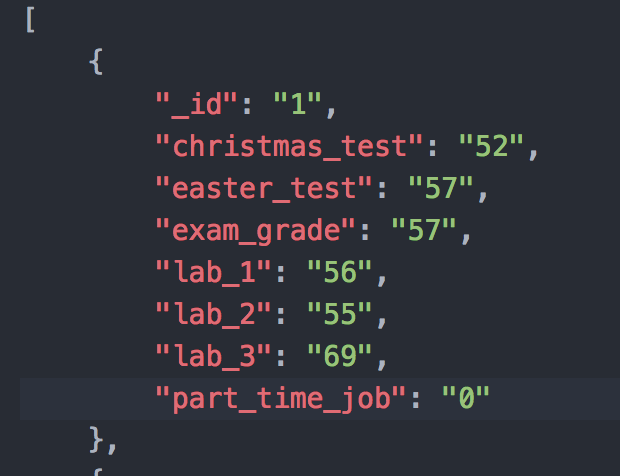 [
{
"_id": "1",
"christmas_test": "52",
"easter_test": "57",
"exam_grade": "57",
"lab_1": "56",
"lab_2": "55",
"lab_3": "69",
"part_time_job": "0"
},
{